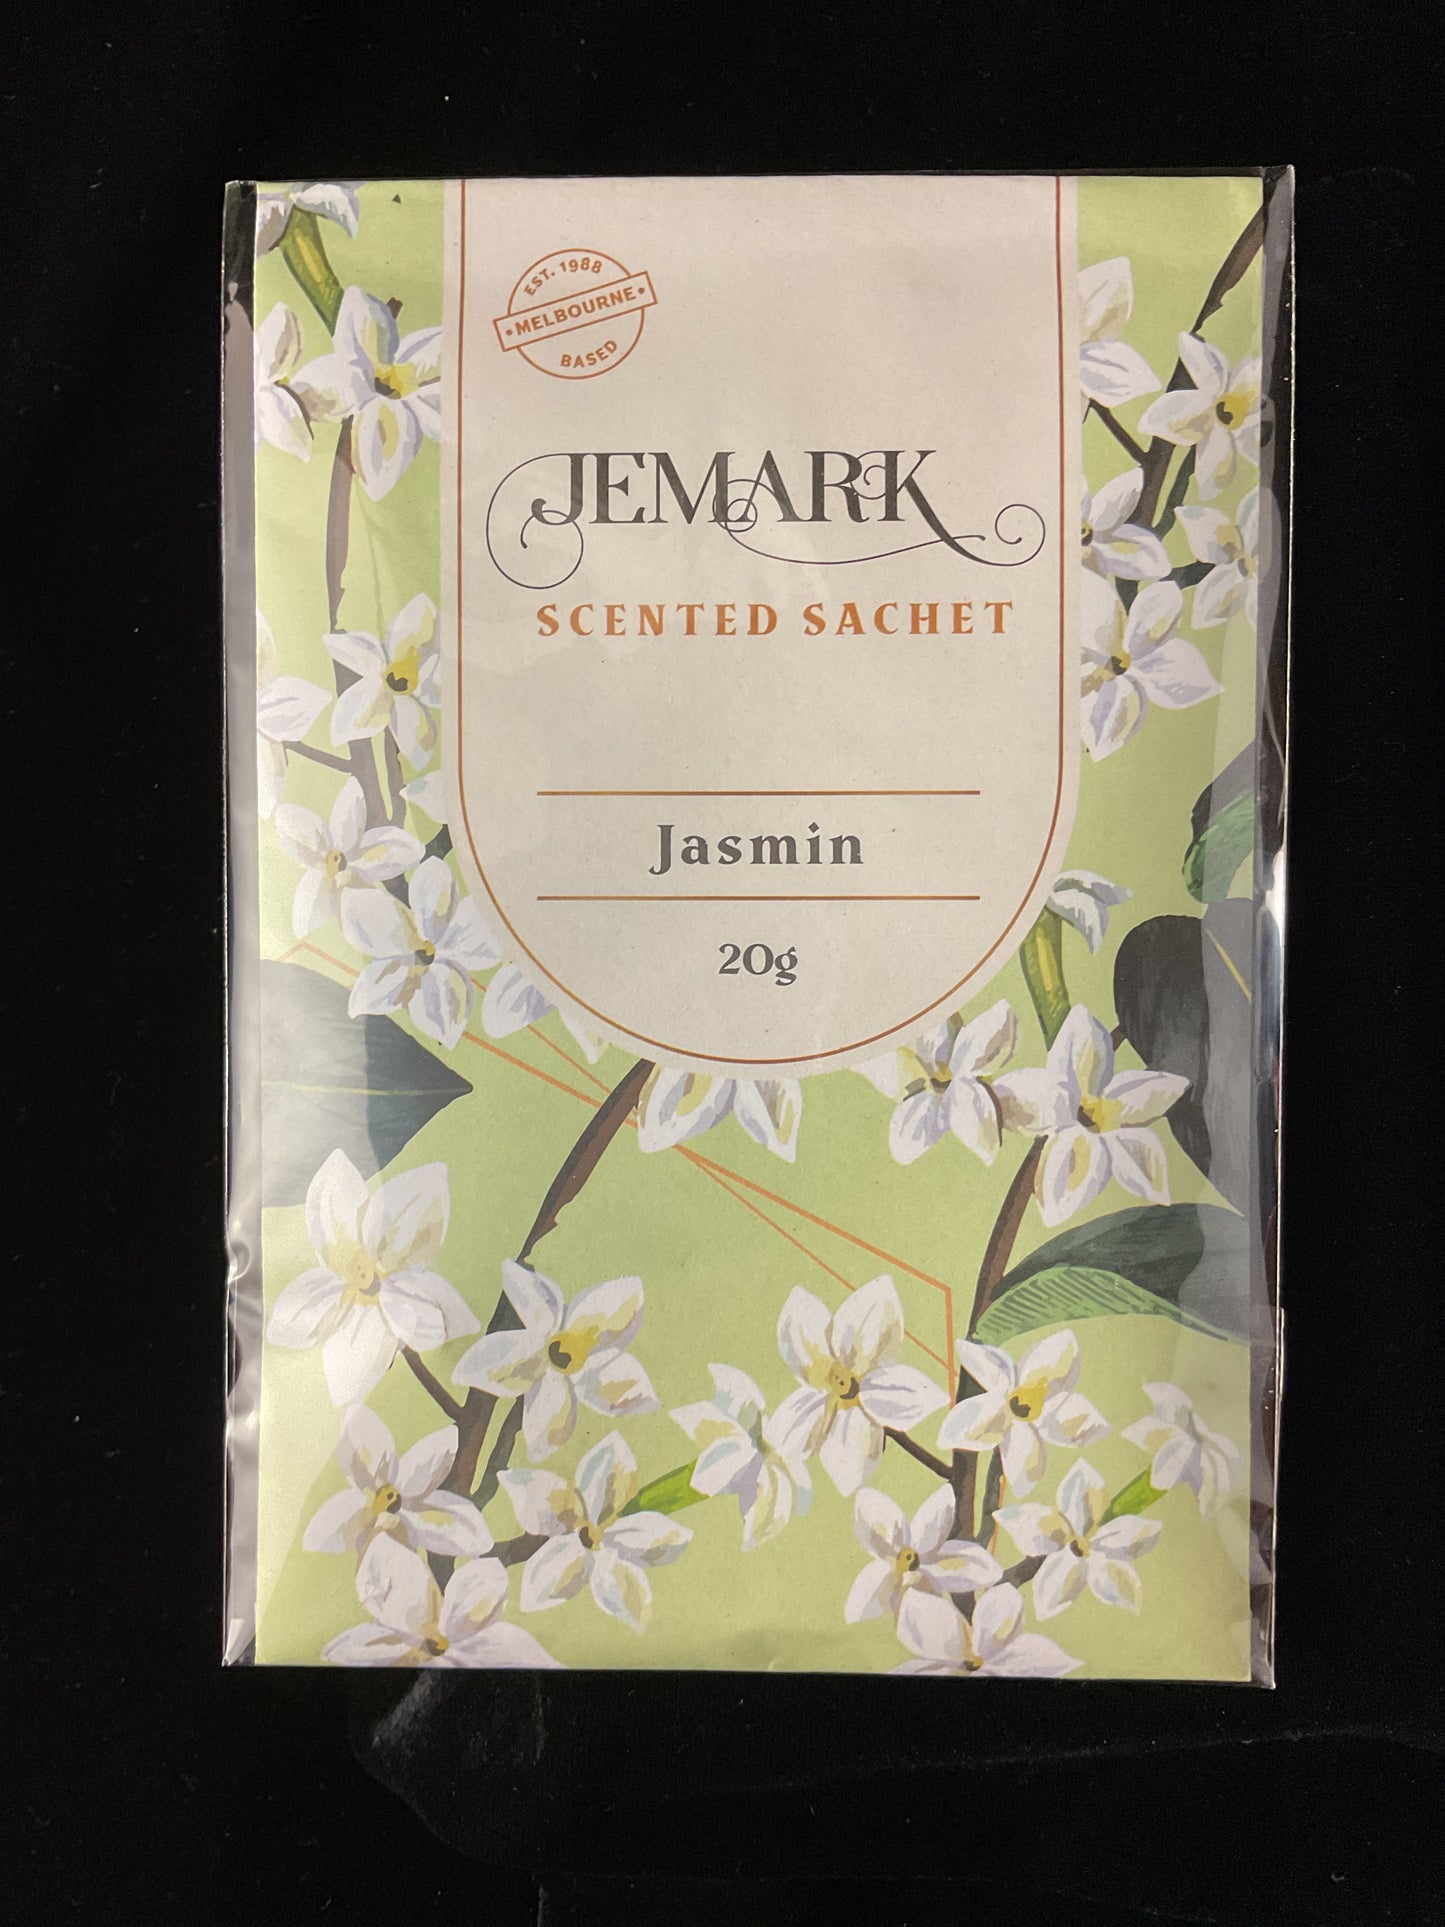 EST. 1988
•MELBOURNE•
BASED
JEMARK
SCENTED SACHET
Jasmin
20g